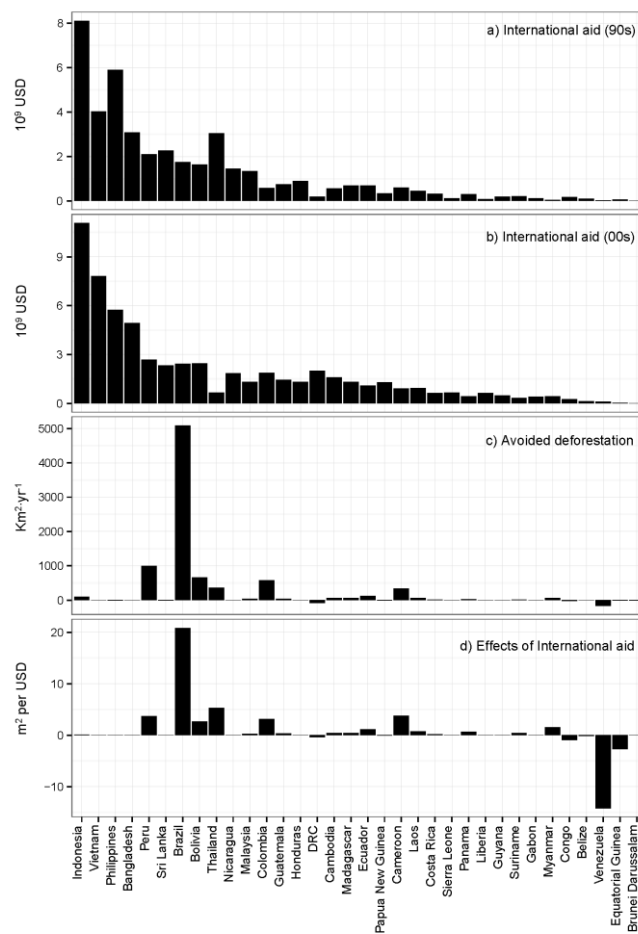 a) International aid (90s)
10⁹ USD
8
6
4
2
0
b) International aid (00s)
10⁹ USD
9
6
3
0
c) Avoided deforestation
Km²·yr⁻¹
5000
4000
3000
2000
1000
0
d) Effects of International aid
m² per USD
20
10
0
−10
Indonesia
Vietnam
Philippines
Bangladesh
Peru
Sri Lanka
Brazil
Bolivia
Thailand
Nicaragua
Malaysia
Colombia
Guatemala
Honduras
DRC
Cambodia
Madagascar
Ecuador
Papua New Guinea
Cameroon
Laos
Costa Rica
Sierra Leone
Panama
Liberia
Guyana
Suriname
Gabon
Myanmar
Congo
Belize
Venezuela
Equatorial Guinea
Brunei Darussalam